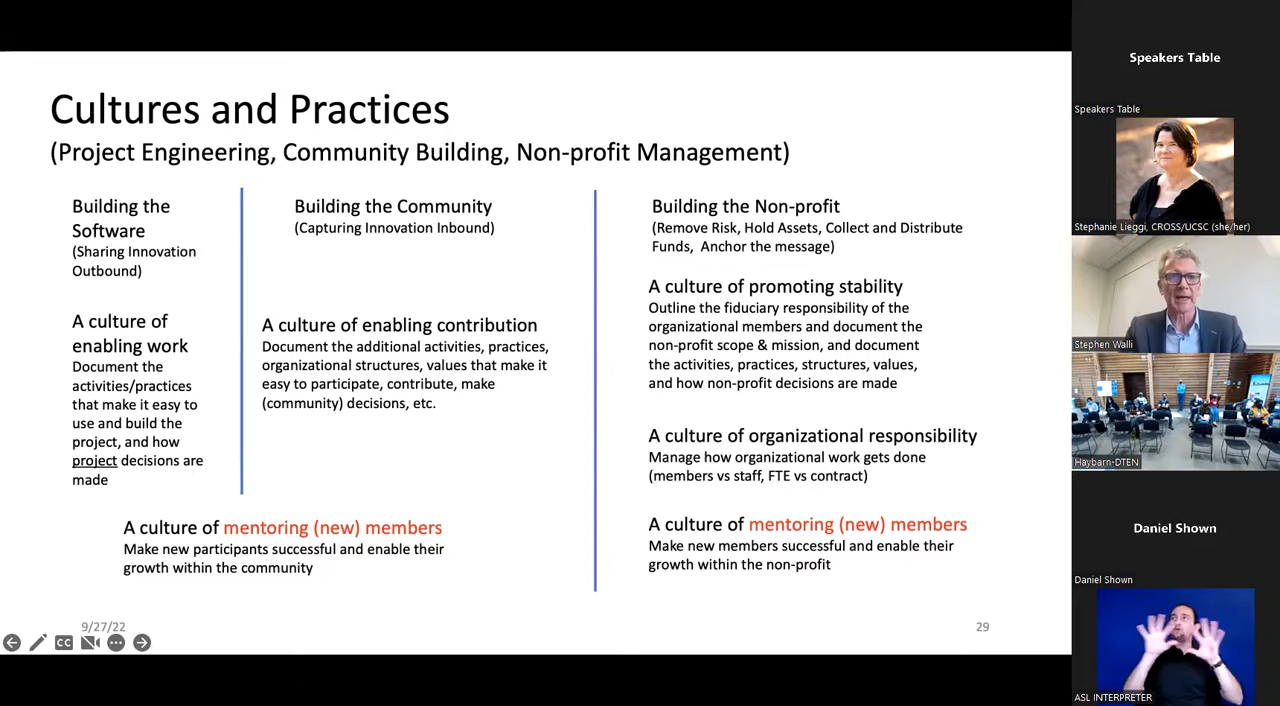 Cultures and Practices
(Project Engineering, Community Building, Non-profit Management)
Building the
Software
(Sharing Innovation
Outbound)
A culture of
enabling work
Document the
activities/practices
that make it easy to
use and build the
project, and how
project decisions are
made
Building the Community
(Capturing Innovation Inbound)
A culture of enabling contribution
Document the additional activities, practices,
organizational structures, values that make it
easy to participate, contribute, make
(community) decisions, etc.
A culture of mentoring (new) members
Make new participants successful and enable their
growth within the community
Building the Non-profit
(Remove Risk, Hold Assets, Collect and Distribute
Funds, Anchor the message)
A culture of promoting stability
Outline the fiduciary responsibility of the
organizational members and document the
non-profit scope & mission, and document
the activities, practices, structures, values,
and how non-profit decisions are made
A culture of organizational responsibility
Manage how organizational work gets done
(members vs staff, FTE vs contract)
A culture of mentoring (new) members
Make new members successful and enable their
growth within the non-profit
9/27/22
29
CC
Speakers Table
Speakers Table
Stephanie Lieggi, CROSS/UCSC (she/her)
Stephen Walli
Haybarn-DTEN
Daniel Shown
Daniel Shown
ASL INTERPRETER